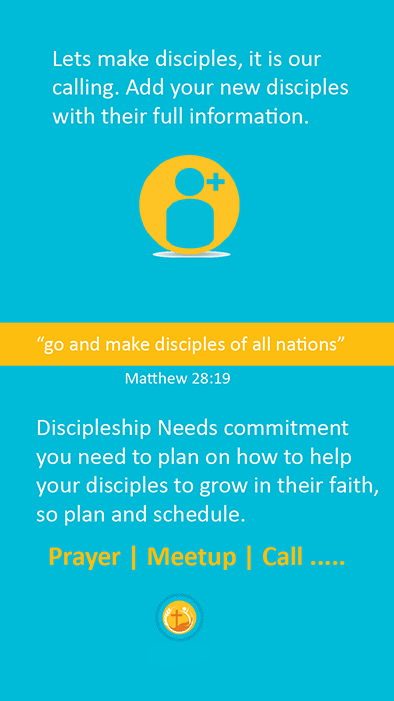 Lets make disciples, it is our
calling. Add your new disciples
with their full information.
“go and make disciples of all nations”
Matthew 28:19
Discipleship Needs commitment
you need to plan on how to help
your disciples to grow in their faith,
so plan and schedule.
Prayer | Meetup | Call .....